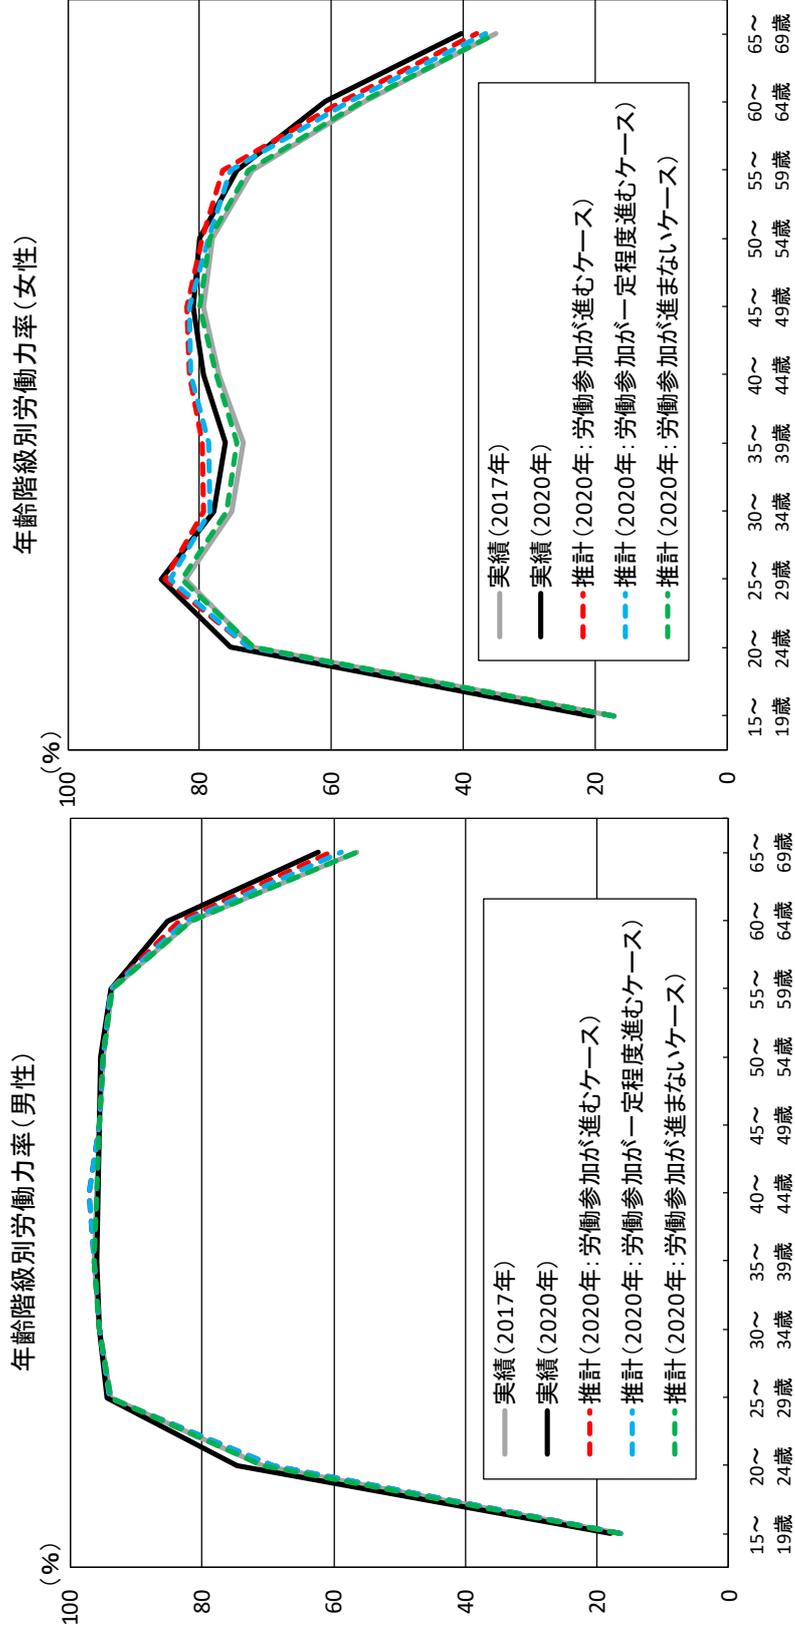 年齢階級別労働力率（男性）
（%）
100
80
60
40
20
0
実績（2017年）
実績（2020年）
推計（2020年：労働参加が進むケース）
推計（2020年：労働参加が一定程度進むケース）
推計（2020年：労働参加が進まないケース）
15～ 20～ 25～ 30～ 35～ 40～ 45～ 50～ 55～ 60～ 65～
19歳 24歳 29歳 34歳 39歳 44歳 49歳 54歳 59歳 64歳 69歳
年齢階級別労働力率（女性）
（%）
100
80
60
40
20
0
実績（2017年）
実績（2020年）
推計（2020年：労働参加が進むケース）
推計（2020年：労働参加が一定程度進むケース）
推計（2020年：労働参加が進まないケース）
15～ 20～ 25～ 30～ 35～ 40～ 45～ 50～ 55～ 60～ 65～
19歳 24歳 29歳 34歳 39歳 44歳 49歳 54歳 59歳 64歳 69歳